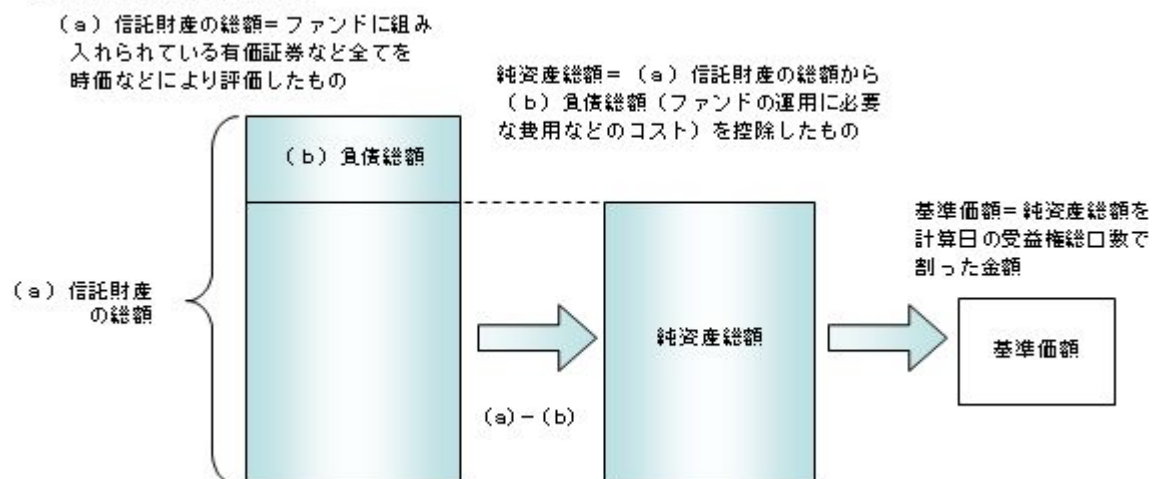 （a）信託財産の総額＝ファンドに組み
入れられている有価証券など全てを
時価などにより評価したもの
純資産総額＝（a）信託財産の総額から
（b）負債総額（ファンドの運用に必要
な費用などのコスト）を控除したもの
（b）負債総額
基準価額＝純資産総額を
計算日の受益権総口数で
割った金額
（a）信託財産
の総額
純資産総額
基準価額
（a）－（b）